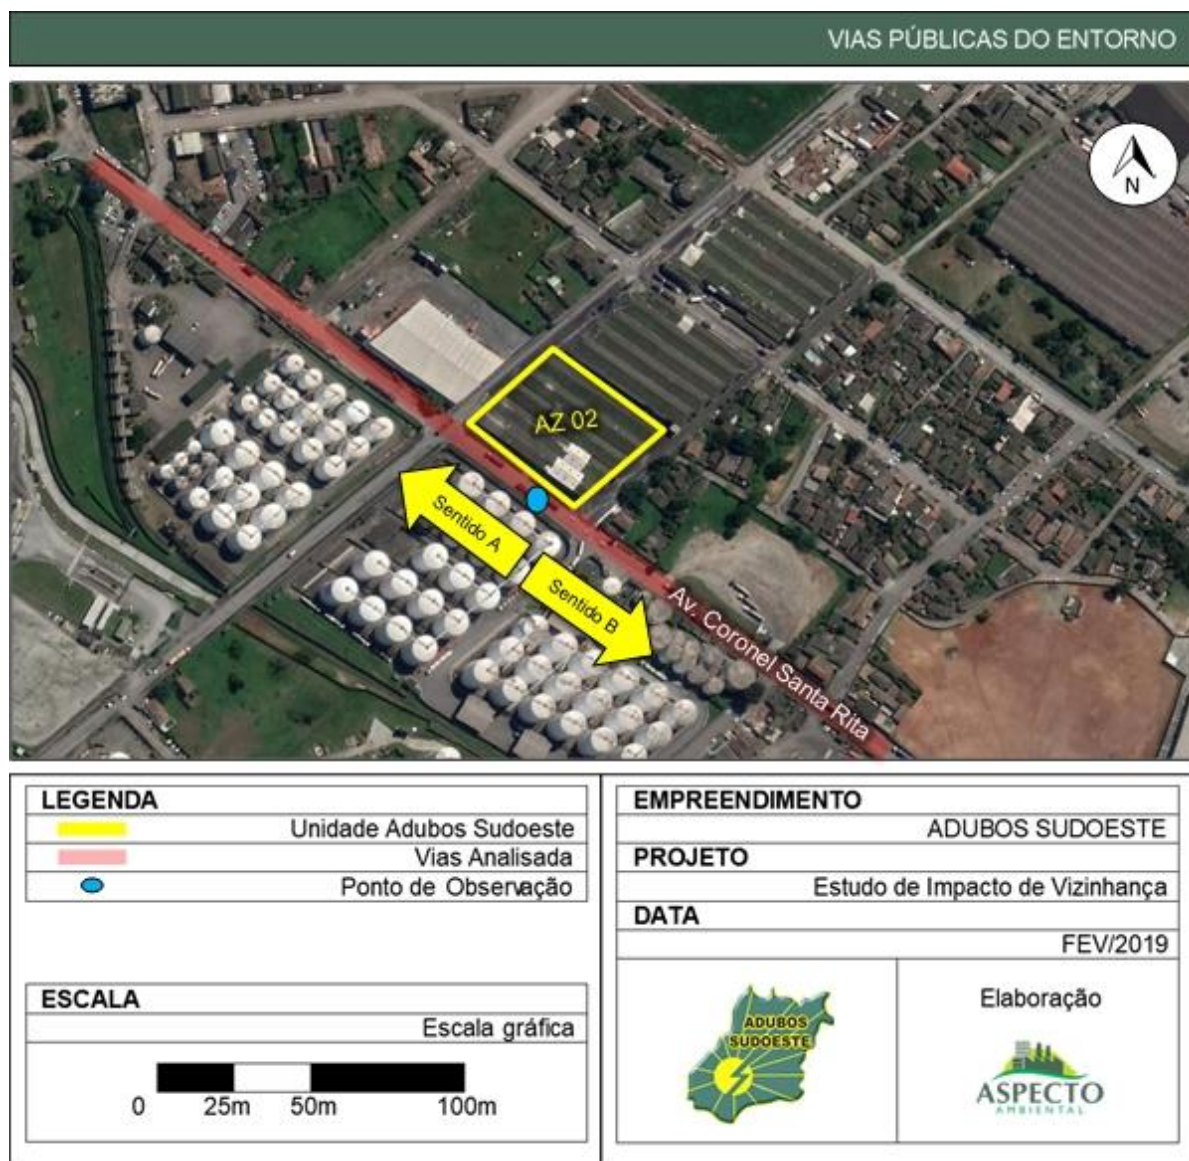 VIAS PÚBLICAS DO ENTORNO
N
AZ 02
Sentido A
Sentido B
Av. Coronel Santa Rita
LEGENDA
Unidade Adubos Sudoeste
Vias Analisada
Ponto de Observação
ESCALA
Escala gráfica
0 25m 50m 100m
EMPREENDIMENTO
ADUBOS SUDOESTE
PROJETO
Estudo de Impacto de Vizinhança
DATA
FEV/2019
ADUBOS
SUDOESTE
Elaboração
ASPECTO
AMBIENTAL